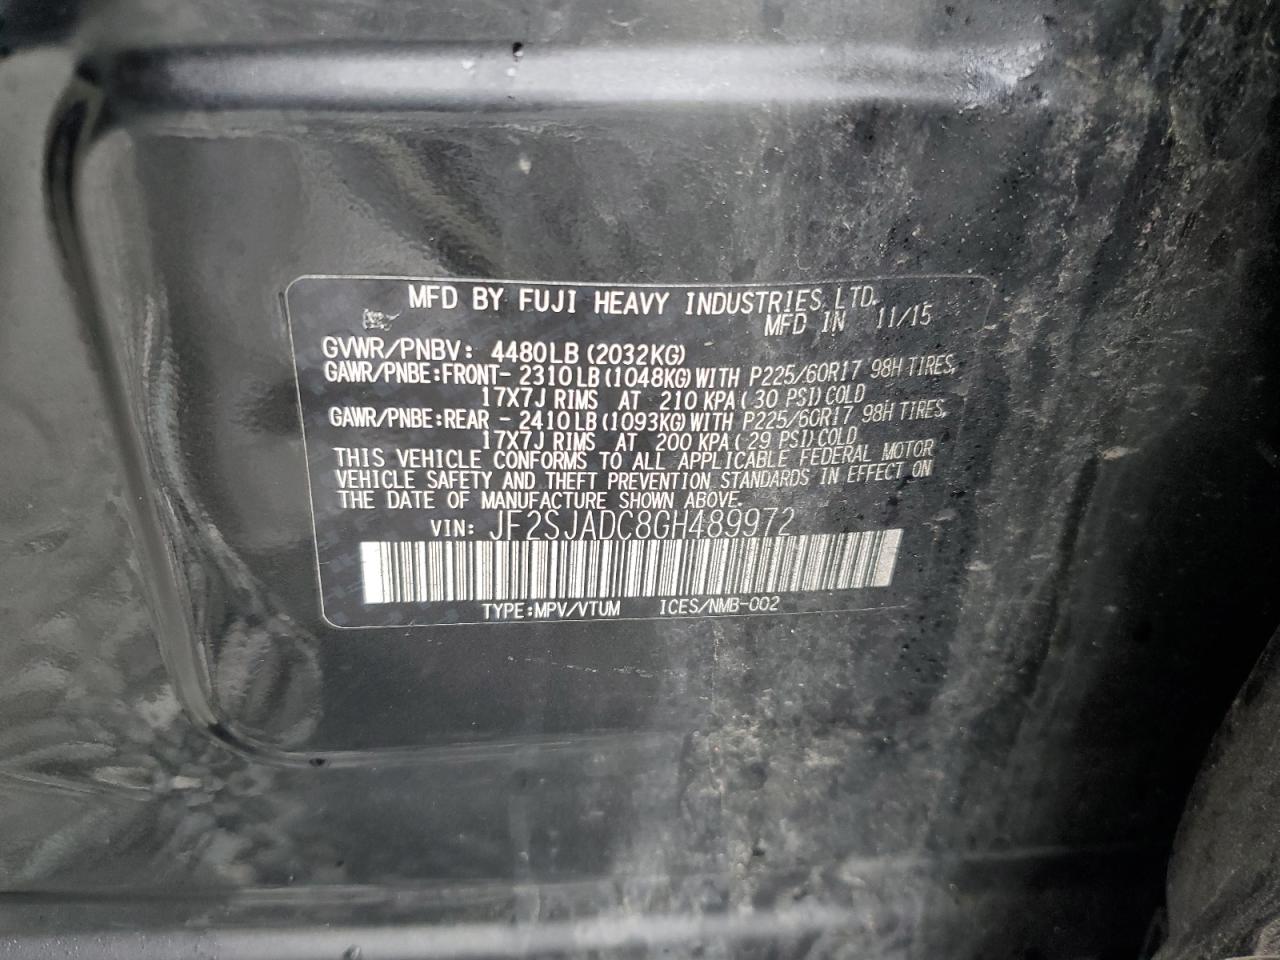 MFD BY FUJI HEAVY INDUSTRIES, LTD.
MFD IN 11/15
GVWR/PNBV: 4480LB (2032KG)
GAWR/PNBE:FRONT- 2310LB (1048KG) WITH P225/60R17 98H TIRES,
17X7J RIMS AT 210 KPA ( 30 PSI) COLD
GAWR/PNBE:REAR - 2410LB (1093KG) WITH P225/60R17 98H TIRES,
17X7J RIMS AT 200 KPA ( 29 PSI) COLD
THIS VEHICLE CONFORMS TO ALL APPLICABLE FEDERAL MOTOR
VEHICLE SAFETY AND THEFT PREVENTION STANDARDS IN EFFECT ON
THE DATE OF MANUFACTURE SHOWN ABOVE.
VIN: JF2SJADC8GH489972
TYPE:MPV/VTUM ICES/NMB-002